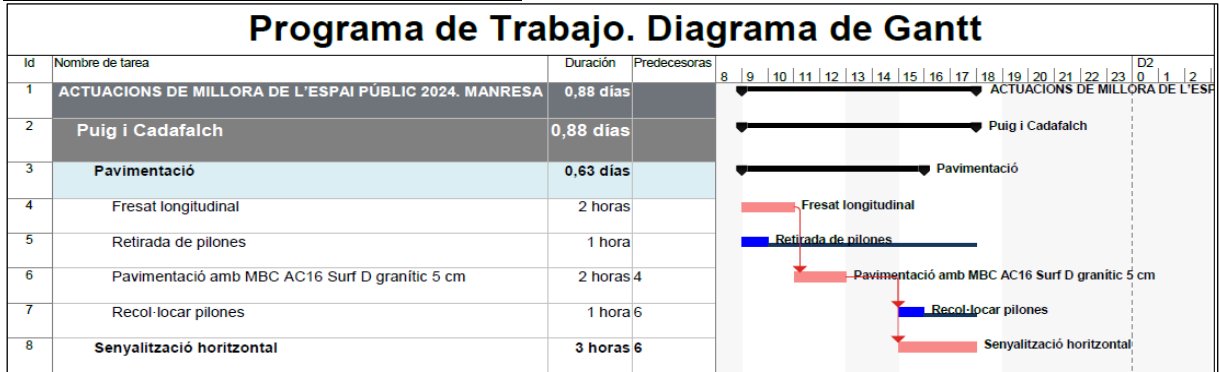 Programa de Trabajo. Diagrama de Gantt
Id Nombre de tarea Duración Predecesoras 8 9 10 11 12 13 14 15 16 17 18 19 20 21 22 23 D2 0 1 2
1 ACTUACIONS DE MILLORA DE L'ESPAI PÚBLIC 2024. MANRESA 0,88 días ACTUACIONS DE MILLORA DE L'ESP
2 Puig i Cadafalch 0,88 días Puig i Cadafalch
3 Pavimentació 0,63 días Pavimentació
4 Fresat longitudinal 2 horas Fresat longitudinal
5 Retirada de pilones 1 hora Retirada de pilones
6 Pavimentació amb MBC AC16 Surf D granític 5 cm 2 horas 4 Pavimentació amb MBC AC16 Surf D granític 5 cm
7 Recol·locar pilones 1 hora 6 Recol·locar pilones
8 Senyalització horitzontal 3 horas 6 Senyalització horitzontal